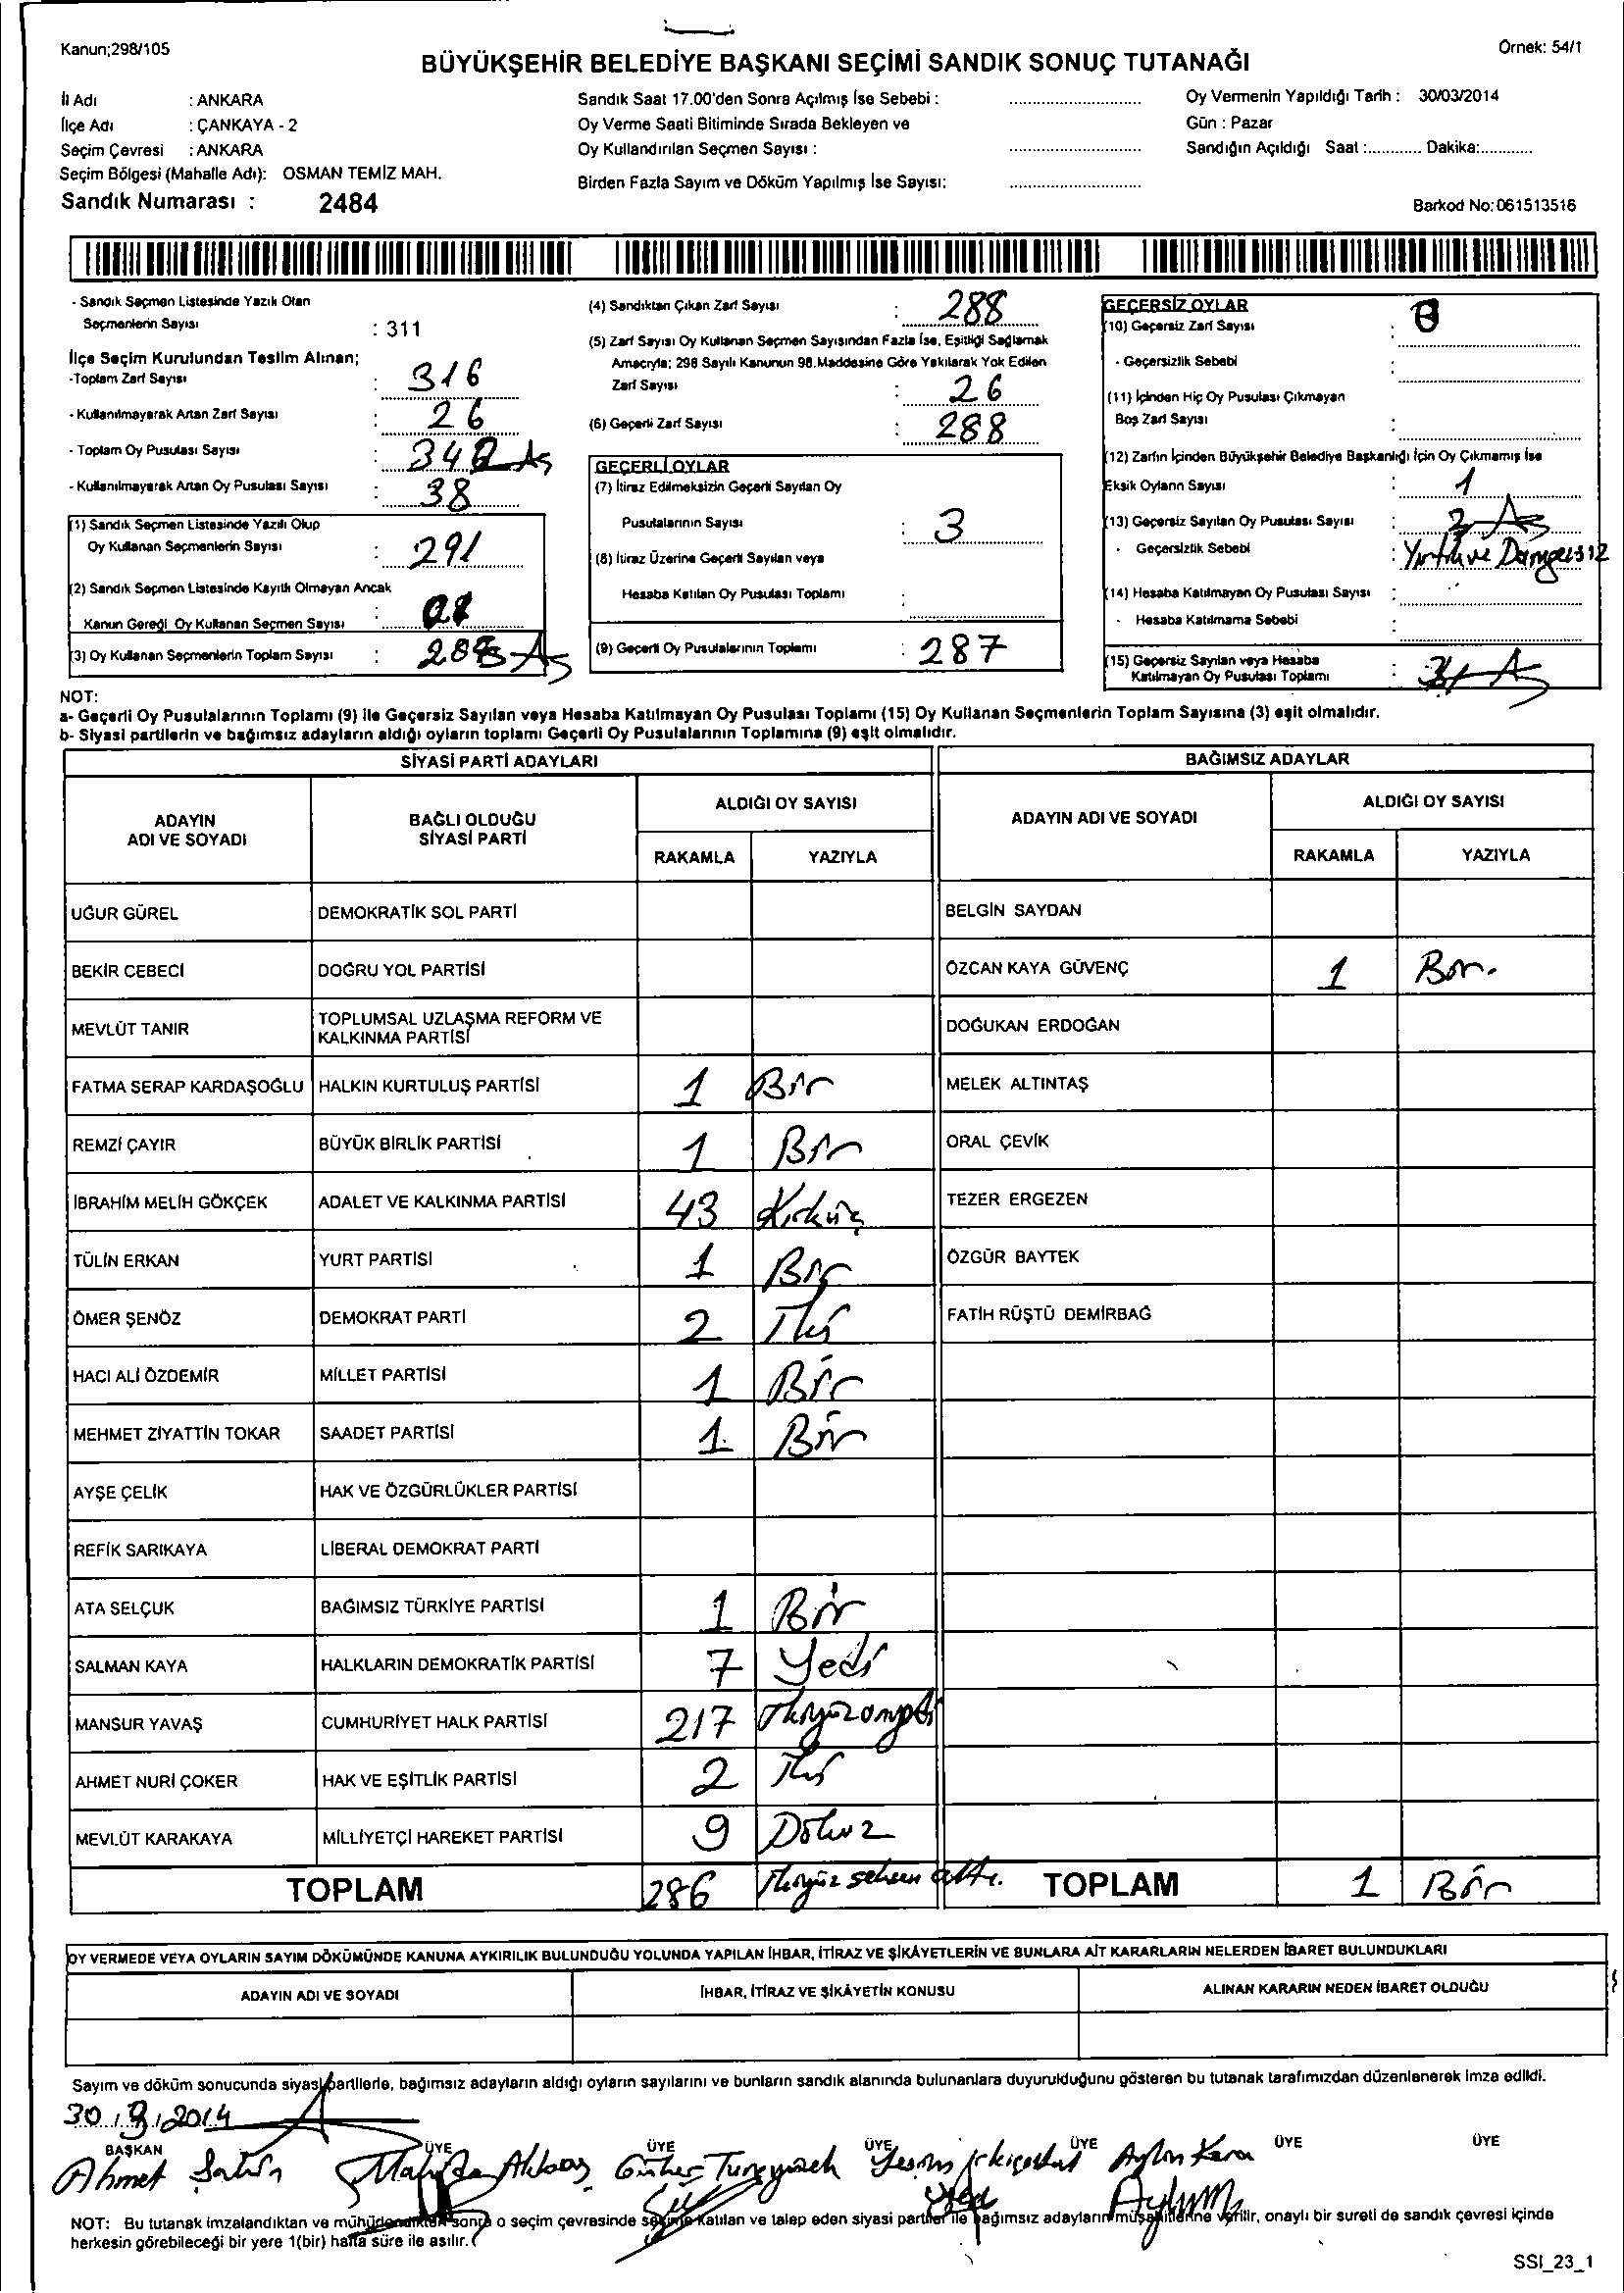 Kanun;298/105
Örnek: 54/1
BÜYÜKŞEHİR BELEDİYE BAŞKANI SEÇİMİ SANDIK SONUÇ TUTANAĞI
İl Adı : ANKARA
İlçe Adı : ÇANKAYA - 2
Seçim Çevresi : ANKARA
Seçim Bölgesi (Mahalle Adı): OSMAN TEMİZ MAH.
Sandık Numarası : 2484
Sandık Saat 17.00'den Sonra Açılmış İse Sebebi :
Oy Verme Saati Bitiminde Sırada Bekleyen ve
Oy Kullandırılan Seçmen Sayısı :
Birden Fazla Sayım ve Döküm Yapılmış İse Sayısı:
Oy Vermenin Yapıldığı Tarih : 30/03/2014
Gün : Pazar
Sandığın Açıldığı Saat :............ Dakika:............
Barkod No:061513516
- Sandık Seçmen Listesinde Yazılı Olan
Seçmenlerin Sayısı : 311
İlçe Seçim Kurulundan Teslim Alınan;
-Toplam Zarf Sayısı : 316
- Kullanılmayarak Artan Zarf Sayısı : 26
- Toplam Oy Pusulası Sayısı : 34
- Kullanılmayarak Artan Oy Pusulası Sayısı : 38
(1) Sandık Seçmen Listesinde Yazılı Olup
Oy Kullanan Seçmenlerin Sayısı : 291
(2) Sandık Seçmen Listesinde Kayıtlı Olmayan Ancak
Kanun Gereği Oy Kullanan Seçmen Sayısı :
(3) Oy Kullanan Seçmenlerin Toplam Sayısı : 288
(4) Sandıktan Çıkan Zarf Sayısı : 288
(5) Zarf Sayısı Oy Kullanan Seçmen Sayısından Fazla İse, Eşitliği Sağlamak
Amacıyla; 298 Sayılı Kanunun 98.Maddesine Göre Yakılarak Yok Edilen
Zarf Sayısı : 26
(6) Geçerli Zarf Sayısı : 288
GEÇERLİ OYLAR
(7) İtiraz Edilmeksizin Geçerli Sayılan Oy
Pusulalarının Sayısı : 3
(8) İtiraz Üzerine Geçerli Sayılan veya
Hesaba Katılan Oy Pusulası Toplamı :
(9) Geçerli Oy Pusulalarının Toplamı : 287
GEÇERSİZ OYLAR
(10) Geçersiz Zarf Sayısı :
- Geçersizlik Sebebi :
(11) İçinden Hiç Oy Pusulası Çıkmayan
Boş Zarf Sayısı :
(12) Zarfın İçinden Büyükşehir Belediye Başkanlığı İçin Oy Çıkmamış İse
Eksik Oyların Sayısı : 1
(13) Geçersiz Sayılan Oy Pusulası Sayısı :
- Geçersizlik Sebebi : Yırtık ve Damgasız
(14) Hesaba Katılmayan Oy Pusulası Sayısı :
- Hesaba Katılmama Sebebi :
(15) Geçersiz Sayılan veya Hesaba
Katılmayan Oy Pusulası Toplamı :
NOT:
a- Geçerli Oy Pusulalarının Toplamı (9) ile Geçersiz Sayılan veya Hesaba Katılmayan Oy Pusulası Toplamı (15) Oy Kullanan Seçmenlerin Toplam Sayısına (3) eşit olmalıdır.
b- Siyasi partilerin ve bağımsız adayların aldığı oyların toplamı Geçerli Oy Pusulalarının Toplamına (9) eşit olmalıdır.
SİYASİ PARTİ ADAYLARI
BAĞIMSIZ ADAYLAR
ADAYIN ADI VE SOYADI
BAĞLI OLDUĞU SİYASİ PARTİ
ALDIĞI OY SAYISI
RAKAMLA YAZIYLA
ADAYIN ADI VE SOYADI
ALDIĞI OY SAYISI
RAKAMLA YAZIYLA
UĞUR GÜREL DEMOKRATİK SOL PARTİ BELGİN SAYDAN
BEKİR CEBECİ DOĞRU YOL PARTİSİ ÖZCAN KAYA GÜVENÇ 1 Bir.
MEVLÜT TANIR TOPLUMSAL UZLAŞMA REFORM VE KALKINMA PARTİSİ DOĞUKAN ERDOĞAN
FATMA SERAP KARDAŞOĞLU HALKIN KURTULUŞ PARTİSİ 1 Bir MELEK ALTINTAŞ
REMZİ ÇAYIR BÜYÜK BİRLİK PARTİSİ 1 Bir ORAL ÇEVİK
İBRAHİM MELİH GÖKÇEK ADALET VE KALKINMA PARTİSİ 43 Kırküç TEZER ERGEZEN
TÜLİN ERKAN YURT PARTİSİ 1 Bir ÖZGÜR BAYTEK
ÖMER ŞENÖZ DEMOKRAT PARTİ 2 İki FATİH RÜŞTÜ DEMİRBAĞ
HACI ALİ ÖZDEMİR MİLLET PARTİSİ 1 Bir
MEHMET ZİYATTİN TOKAR SAADET PARTİSİ 1 Bir
AYŞE ÇELİK HAK VE ÖZGÜRLÜKLER PARTİSİ
REFİK SARIKAYA LİBERAL DEMOKRAT PARTİ
ATA SELÇUK BAĞIMSIZ TÜRKİYE PARTİSİ 1 Bir
SALMAN KAYA HALKLARIN DEMOKRATİK PARTİSİ 7 Yedi
MANSUR YAVAŞ CUMHURİYET HALK PARTİSİ 217 İkiyüzonyedi
AHMET NURİ ÇOKER HAK VE EŞİTLİK PARTİSİ 2 İki
MEVLÜT KARAKAYA MİLLİYETÇİ HAREKET PARTİSİ 9 Dokuz
TOPLAM 286 İkiyüz seksen altı. TOPLAM 1 Bir
OY VERMEDE VEYA OYLARIN SAYIM DÖKÜMÜNDE KANUNA AYKIRILIK BULUNDUĞU YOLUNDA YAPILAN İHBAR, İTİRAZ VE ŞİKÂYETLERİN VE BUNLARA AİT KARARLARIN NELERDEN İBARET BULUNDUKLARI
ADAYIN ADI VE SOYADI İHBAR, İTİRAZ VE ŞİKÂYETİN KONUSU ALINAN KARARIN NEDEN İBARET OLDUĞU
Sayım ve döküm sonucunda siyasi partilerle, bağımsız adayların aldığı oyların sayılarını ve bunların sandık alanında bulunanlara duyurulduğunu gösteren bu tutanak tarafımızdan düzenlenerek imza edildi.
30.3.2014
BAŞKAN ÜYE ÜYE ÜYE ÜYE ÜYE ÜYE
Ahmet Şahin Akbaş Aylin Kara
NOT: Bu tutanak imzalandıktan ve mühürlendikten sonra o seçim çevresinde seçime katılan ve talep eden siyasi partiler ile bağımsız adayların müşahitlerine verilir, onaylı bir sureti de sandık çevresi içinde
herkesin görebileceği bir yere 1(bir) hafta süre ile asılır.
SSI_23_1